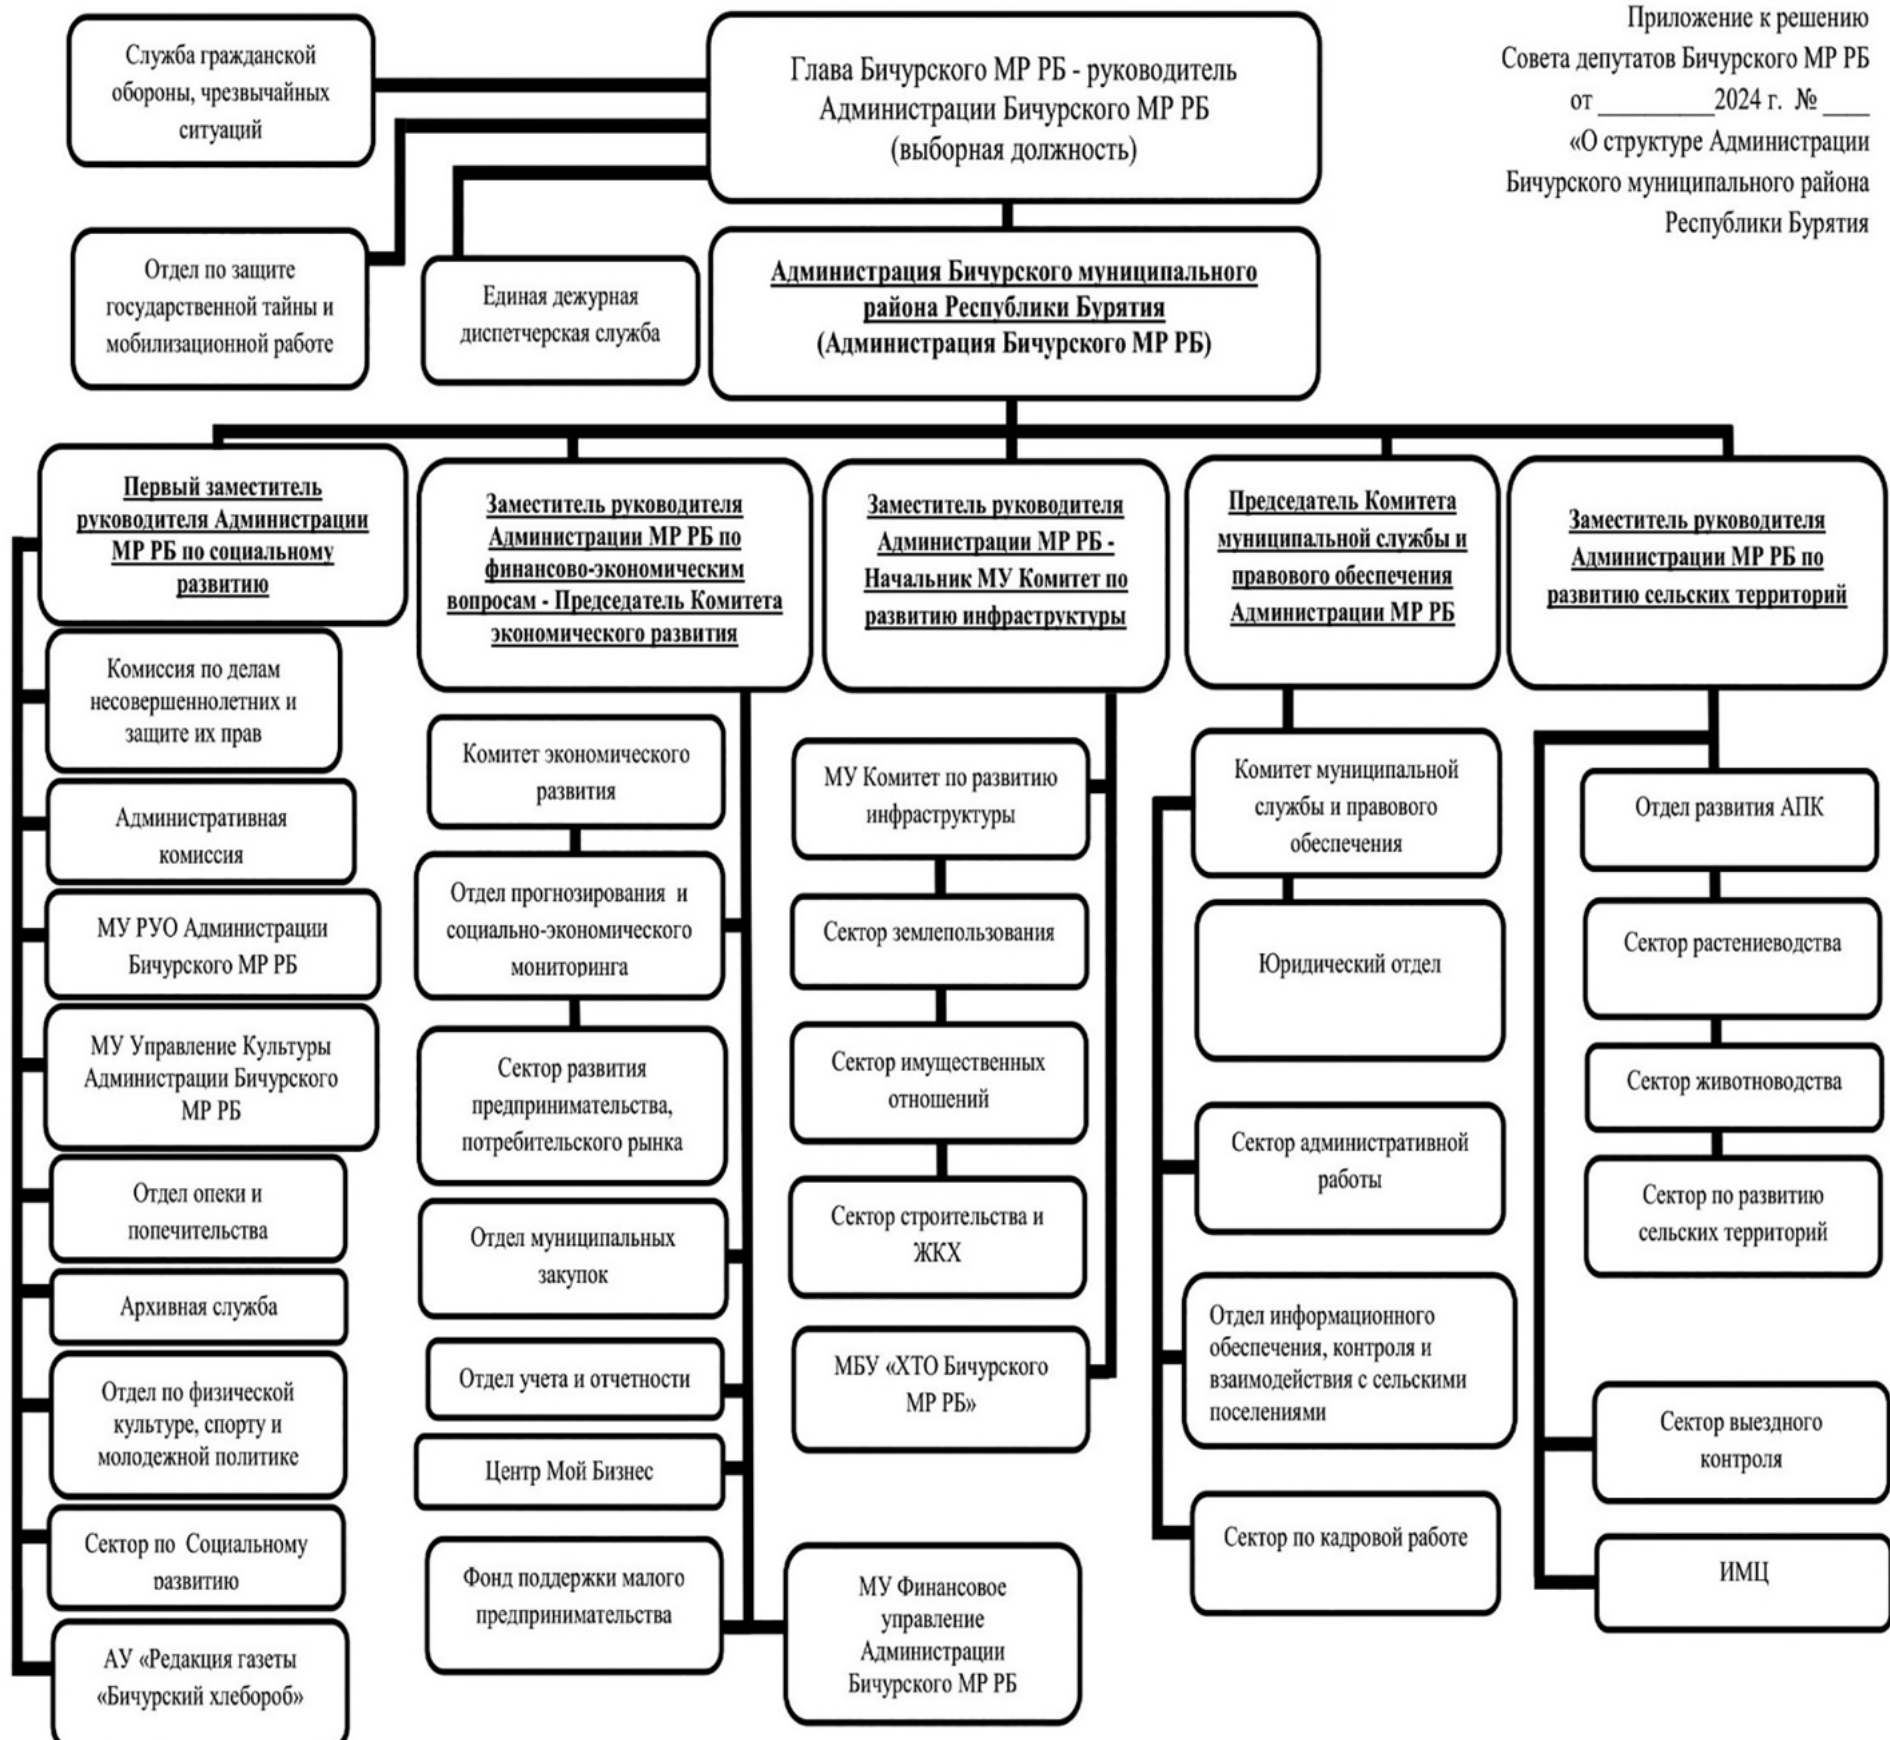 Приложение к решению
Совета депутатов Бичурского МР РБ
от __________2024 г. № ____
«О структуре Администрации
Бичурского муниципального района
Республики Бурятия
Служба гражданской
обороны, чрезвычайных
ситуаций
Глава Бичурского МР РБ - руководитель
Администрации Бичурского МР РБ
(выборная должность)
Отдел по защите
государственной тайны и
мобилизационной работе
Единая дежурная
диспетчерская служба
Администрация Бичурского муниципального
района Республики Бурятия
(Администрация Бичурского МР РБ)
Первый заместитель
руководителя Администрации
МР РБ по социальному
развитию
Комиссия по делам
несовершеннолетних и
защите их прав
Административная
комиссия
МУ РУО Администрации
Бичурского МР РБ
МУ Управление Культуры
Администрации Бичурского
МР РБ
Отдел опеки и
попечительства
Архивная служба
Отдел по физической
культуре, спорту и
молодежной политике
Сектор по Социальному
развитию
АУ «Редакция газеты
«Бичурский хлебороб»
Заместитель руководителя
Администрации МР РБ по
финансово-экономическим
вопросам - Председатель Комитета
экономического развития
Комитет экономического
развития
Отдел прогнозирования и
социально-экономического
мониторинга
Сектор развития
предпринимательства,
потребительского рынка
Отдел муниципальных
закупок
Отдел учета и отчетности
Центр Мой Бизнес
Фонд поддержки малого
предпринимательства
МУ Финансовое
управление
Администрации
Бичурского МР РБ
Заместитель руководителя
Администрации МР РБ -
Начальник МУ Комитет по
развитию инфраструктуры
МУ Комитет по развитию
инфраструктуры
Сектор землепользования
Сектор имущественных
отношений
Сектор строительства и
ЖКХ
МБУ «ХТО Бичурского
МР РБ»
Председатель Комитета
муниципальной службы и
правового обеспечения
Администрации МР РБ
Комитет муниципальной
службы и правового
обеспечения
Юридический отдел
Сектор административной
работы
Отдел информационного
обеспечения, контроля и
взаимодействия с сельскими
поселениями
Сектор по кадровой работе
Заместитель руководителя
Администрации МР РБ по
развитию сельских территорий
Отдел развития АПК
Сектор растениеводства
Сектор животноводства
Сектор по развитию
сельских территорий
Сектор выездного
контроля
ИМЦ